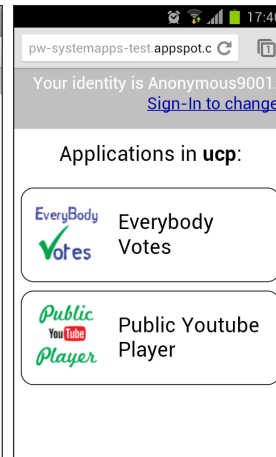 17:40
pw-systemapps-test.appspot.c
1
Your identity is Anonymous9001
Sign-In to change
Applications in ucp:
EveryBody
Votes
Everybody
Votes
Public
YouTube
Player
Public Youtube
Player